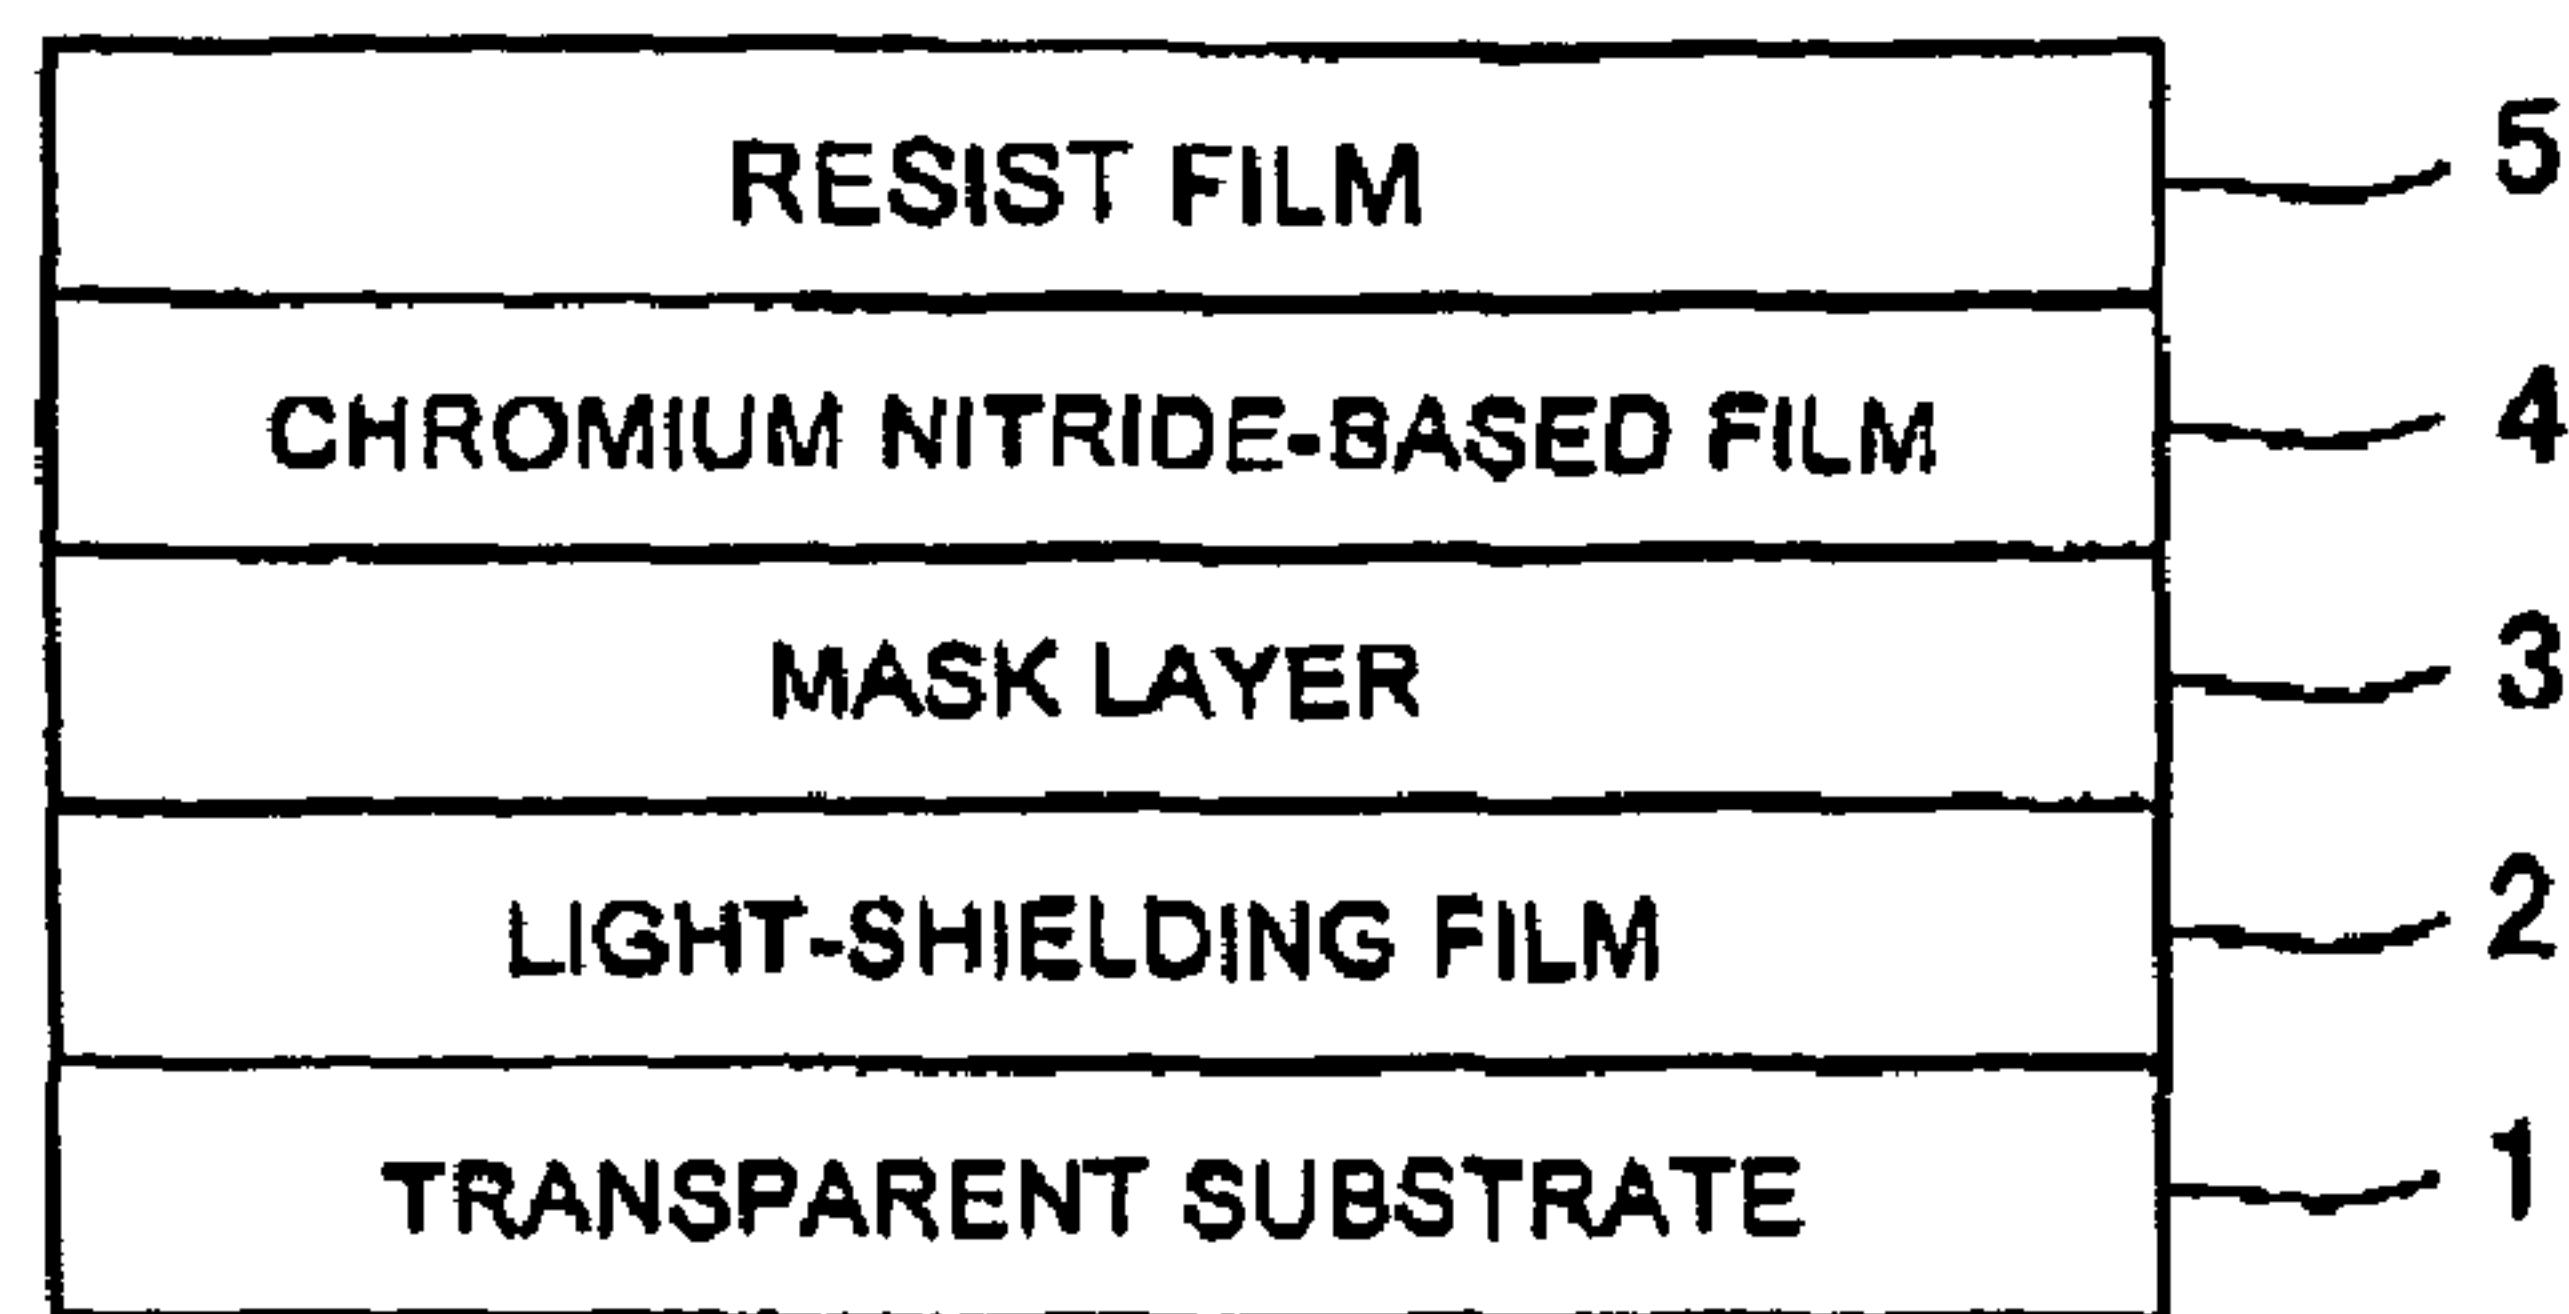 RESIST FILM 5
CHROMIUM NITRIDE-BASED FILM 4
MASK LAYER 3
LIGHT-SHIELDING FILM 2
TRANSPARENT SUBSTRATE 1